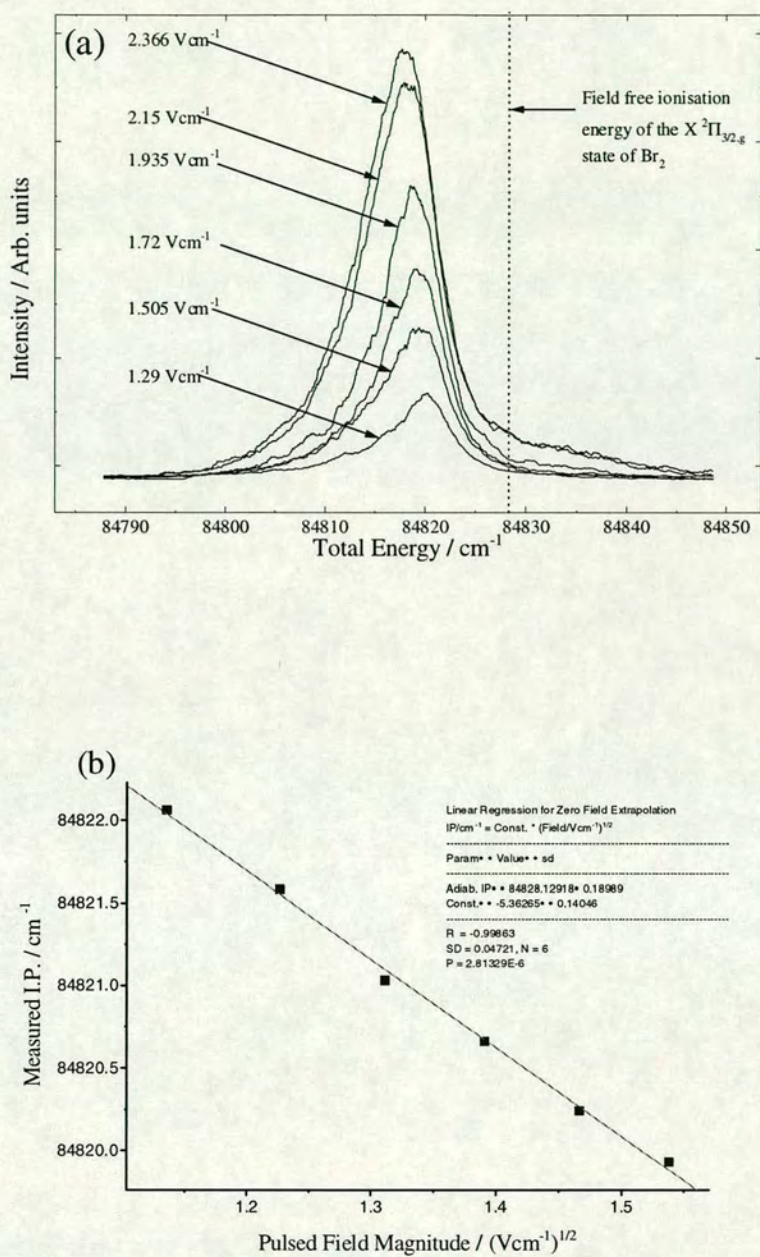 (a)
2.366 Vcm⁻¹
2.15 Vcm⁻¹
1.935 Vcm⁻¹
1.72 Vcm⁻¹
1.505 Vcm⁻¹
1.29 Vcm⁻¹
Field free ionisation
energy of the X ²Π₃/₂,g
state of Br₂
Intensity / Arb. units
84790 84800 84810 84820 84830 84840 84850
Total Energy / cm⁻¹
(b)
84822.0
84821.5
84821.0
84820.5
84820.0
Measured I.P. / cm⁻¹
Linear Regression for Zero Field Extrapolation
IP/cm⁻¹ = Const. * (Field/Vcm⁻¹)¹/²
Param• • Value• • sd
Adiab. IP• • 84828.12918• 0.18989
Const.• • -5.36265• • 0.14046
R = -0.99863
SD = 0.04721, N = 6
P = 2.81329E-6
1.2 1.3 1.4 1.5
Pulsed Field Magnitude / (Vcm⁻¹)¹/²